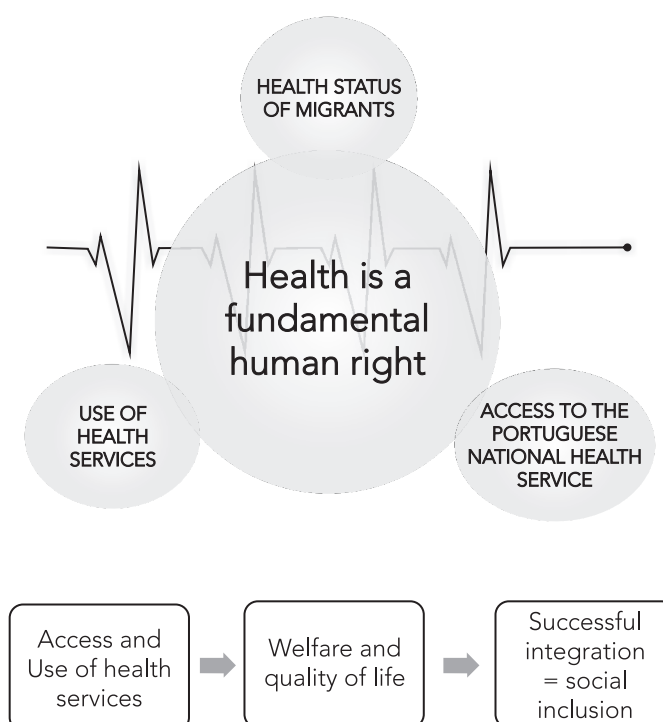 HEALTH STATUS
OF MIGRANTS
Health is a
fundamental
human right
USE OF
HEALTH
SERVICES
ACCESS TO THE
PORTUGUESE
NATIONAL HEALTH
SERVICE
Access and
Use of health
services
Welfare and
quality of life
Successful
integration
= social
inclusion